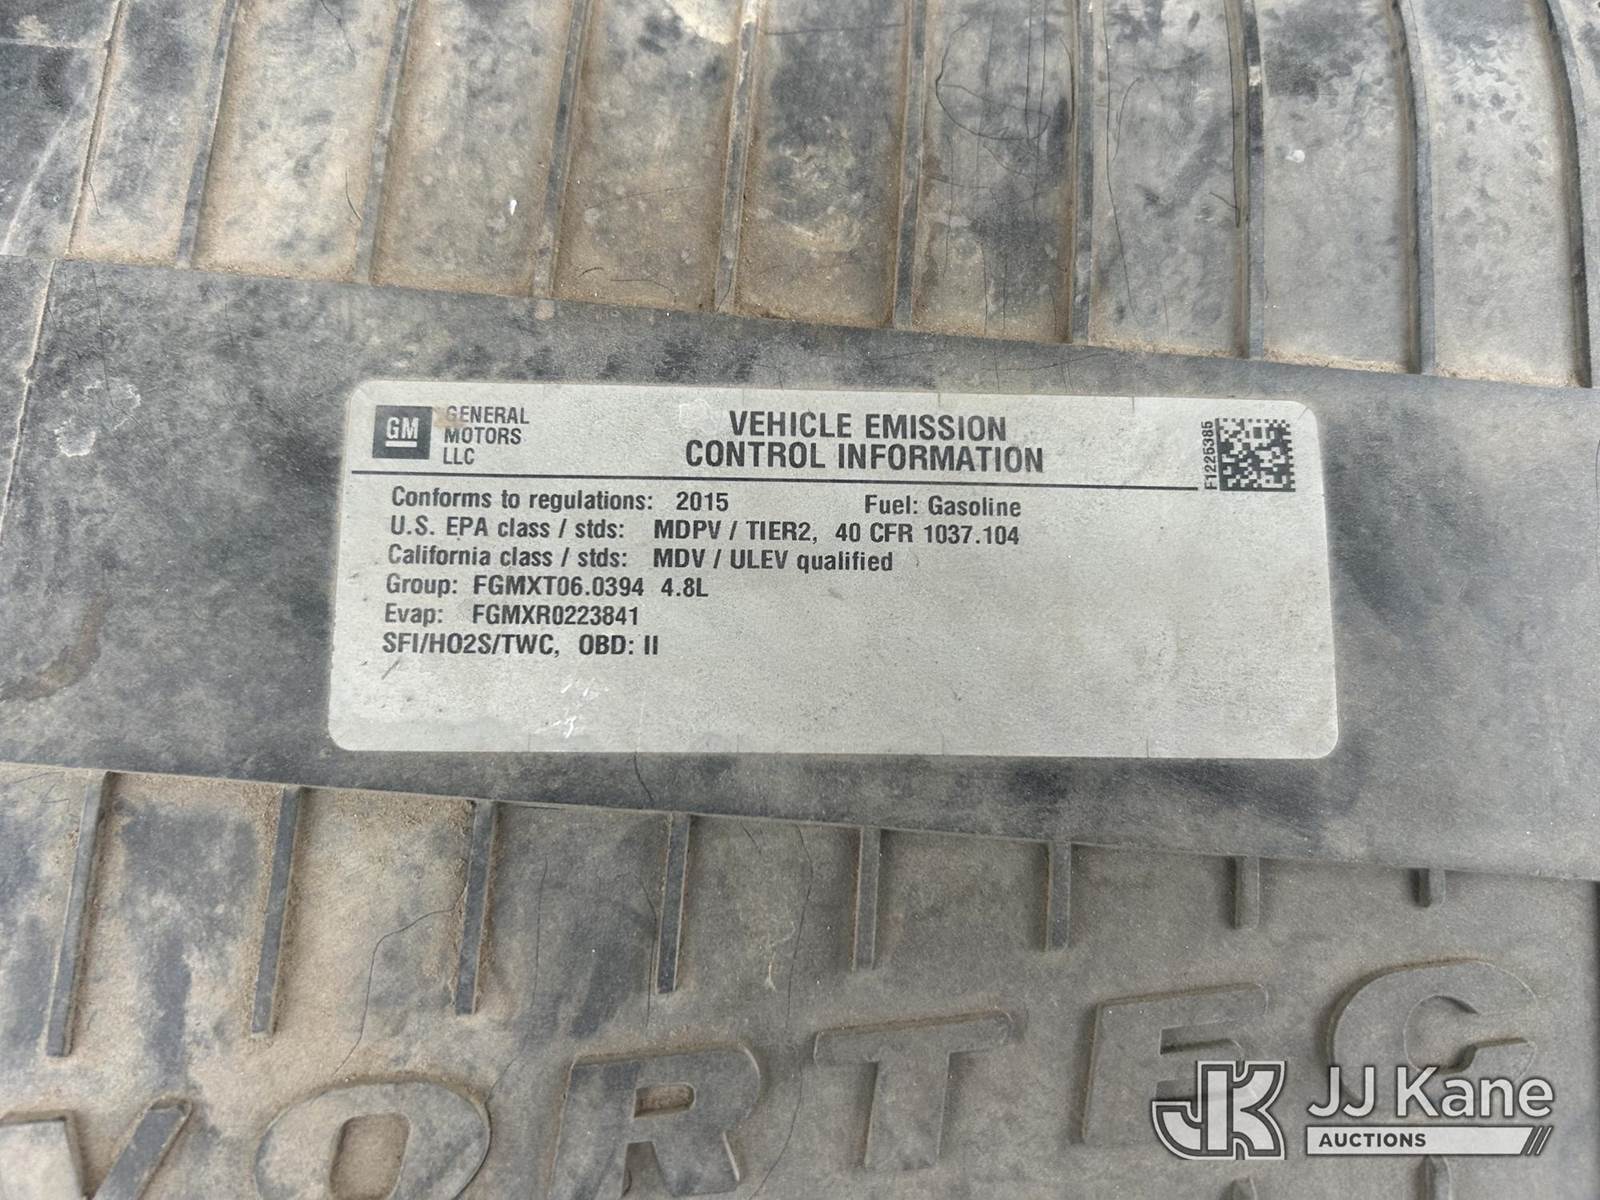 GM
GENERAL
MOTORS
LLC
VEHICLE EMISSION
CONTROL INFORMATION
F1225385
Conforms to regulations: 2015 Fuel: Gasoline
U.S. EPA class / stds: MDPV / TIER2, 40 CFR 1037.104
California class / stds: MDV / ULEV qualified
Group: FGMXT06.0394 4.8L
Evap: FGMXR0223841
SFI/HO2S/TWC, OBD: II
VORTEC
JK JJ Kane
AUCTIONS